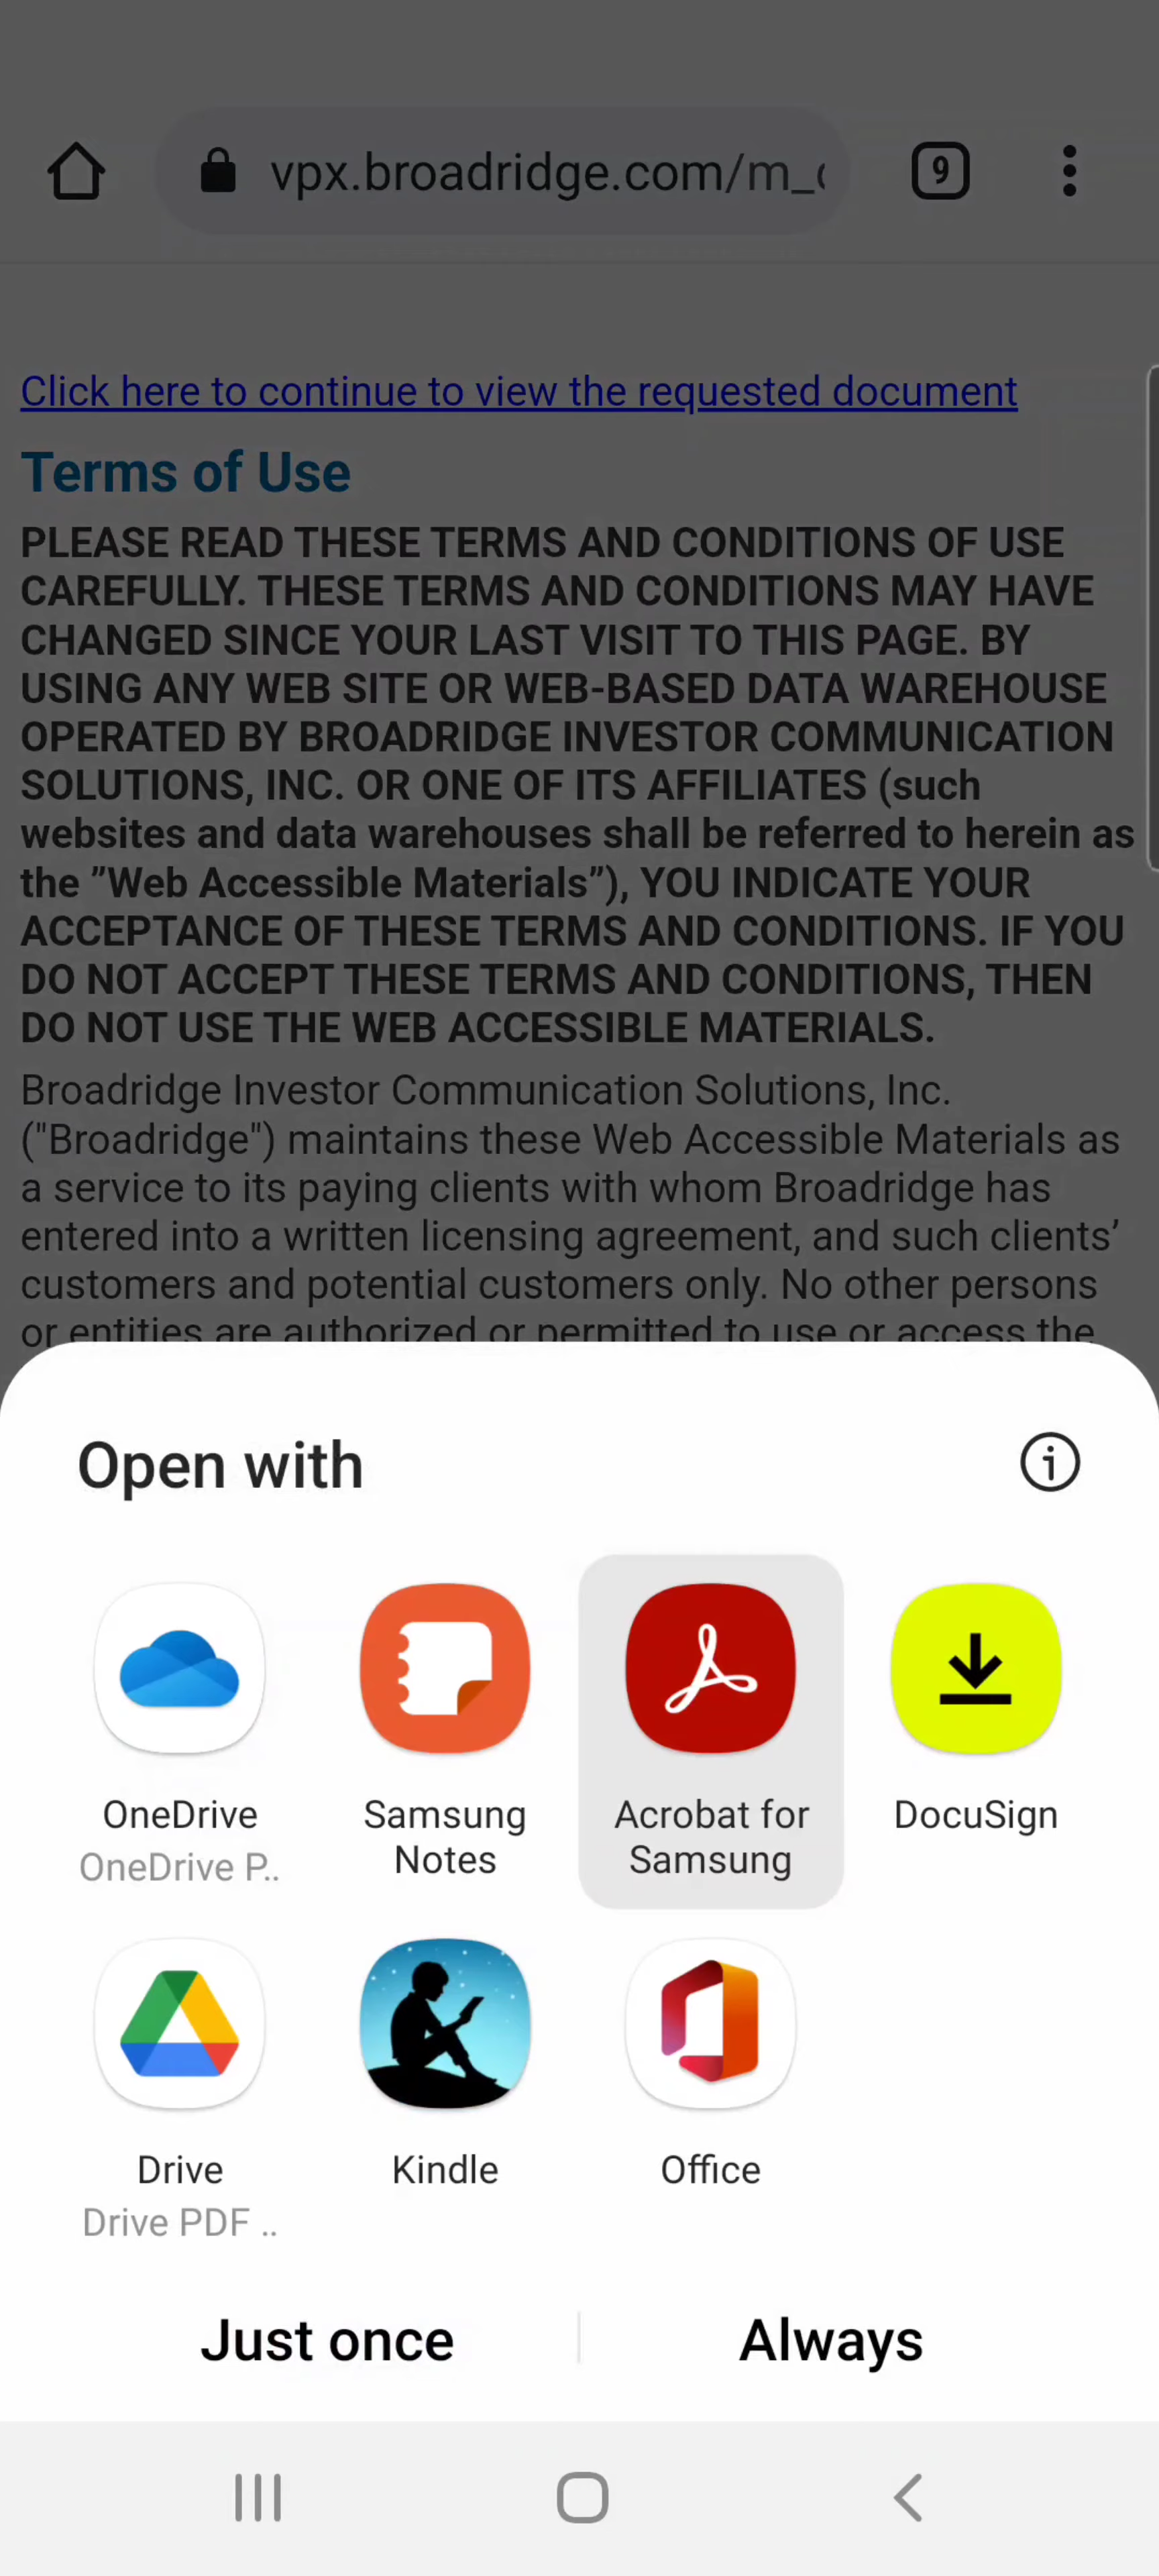 vpx.broadridge.com/m_
9
Click here to continue to view the requested document
Terms of Use
PLEASE READ THESE TERMS AND CONDITIONS OF USE
CAREFULLY. THESE TERMS AND CONDITIONS MAY HAVE
CHANGED SINCE YOUR LAST VISIT TO THIS PAGE. BY
USING ANY WEB SITE OR WEB-BASED DATA WAREHOUSE
OPERATED BY BROADRIDGE INVESTOR COMMUNICATION
SOLUTIONS, INC. OR ONE OF ITS AFFILIATES (such
websites and data warehouses shall be referred to herein as
the ”Web Accessible Materials”), YOU INDICATE YOUR
ACCEPTANCE OF THESE TERMS AND CONDITIONS. IF YOU
DO NOT ACCEPT THESE TERMS AND CONDITIONS, THEN
DO NOT USE THE WEB ACCESSIBLE MATERIALS.
Broadridge Investor Communication Solutions, Inc.
("Broadridge") maintains these Web Accessible Materials as
a service to its paying clients with whom Broadridge has
entered into a written licensing agreement, and such clients’
customers and potential customers only. No other persons
or entities are authorized or permitted to use or access the
Open with
OneDrive
OneDrive P..
Samsung
Notes
Acrobat for
Samsung
DocuSign
Drive
Drive PDF ..
Kindle
Office
Just once
Always